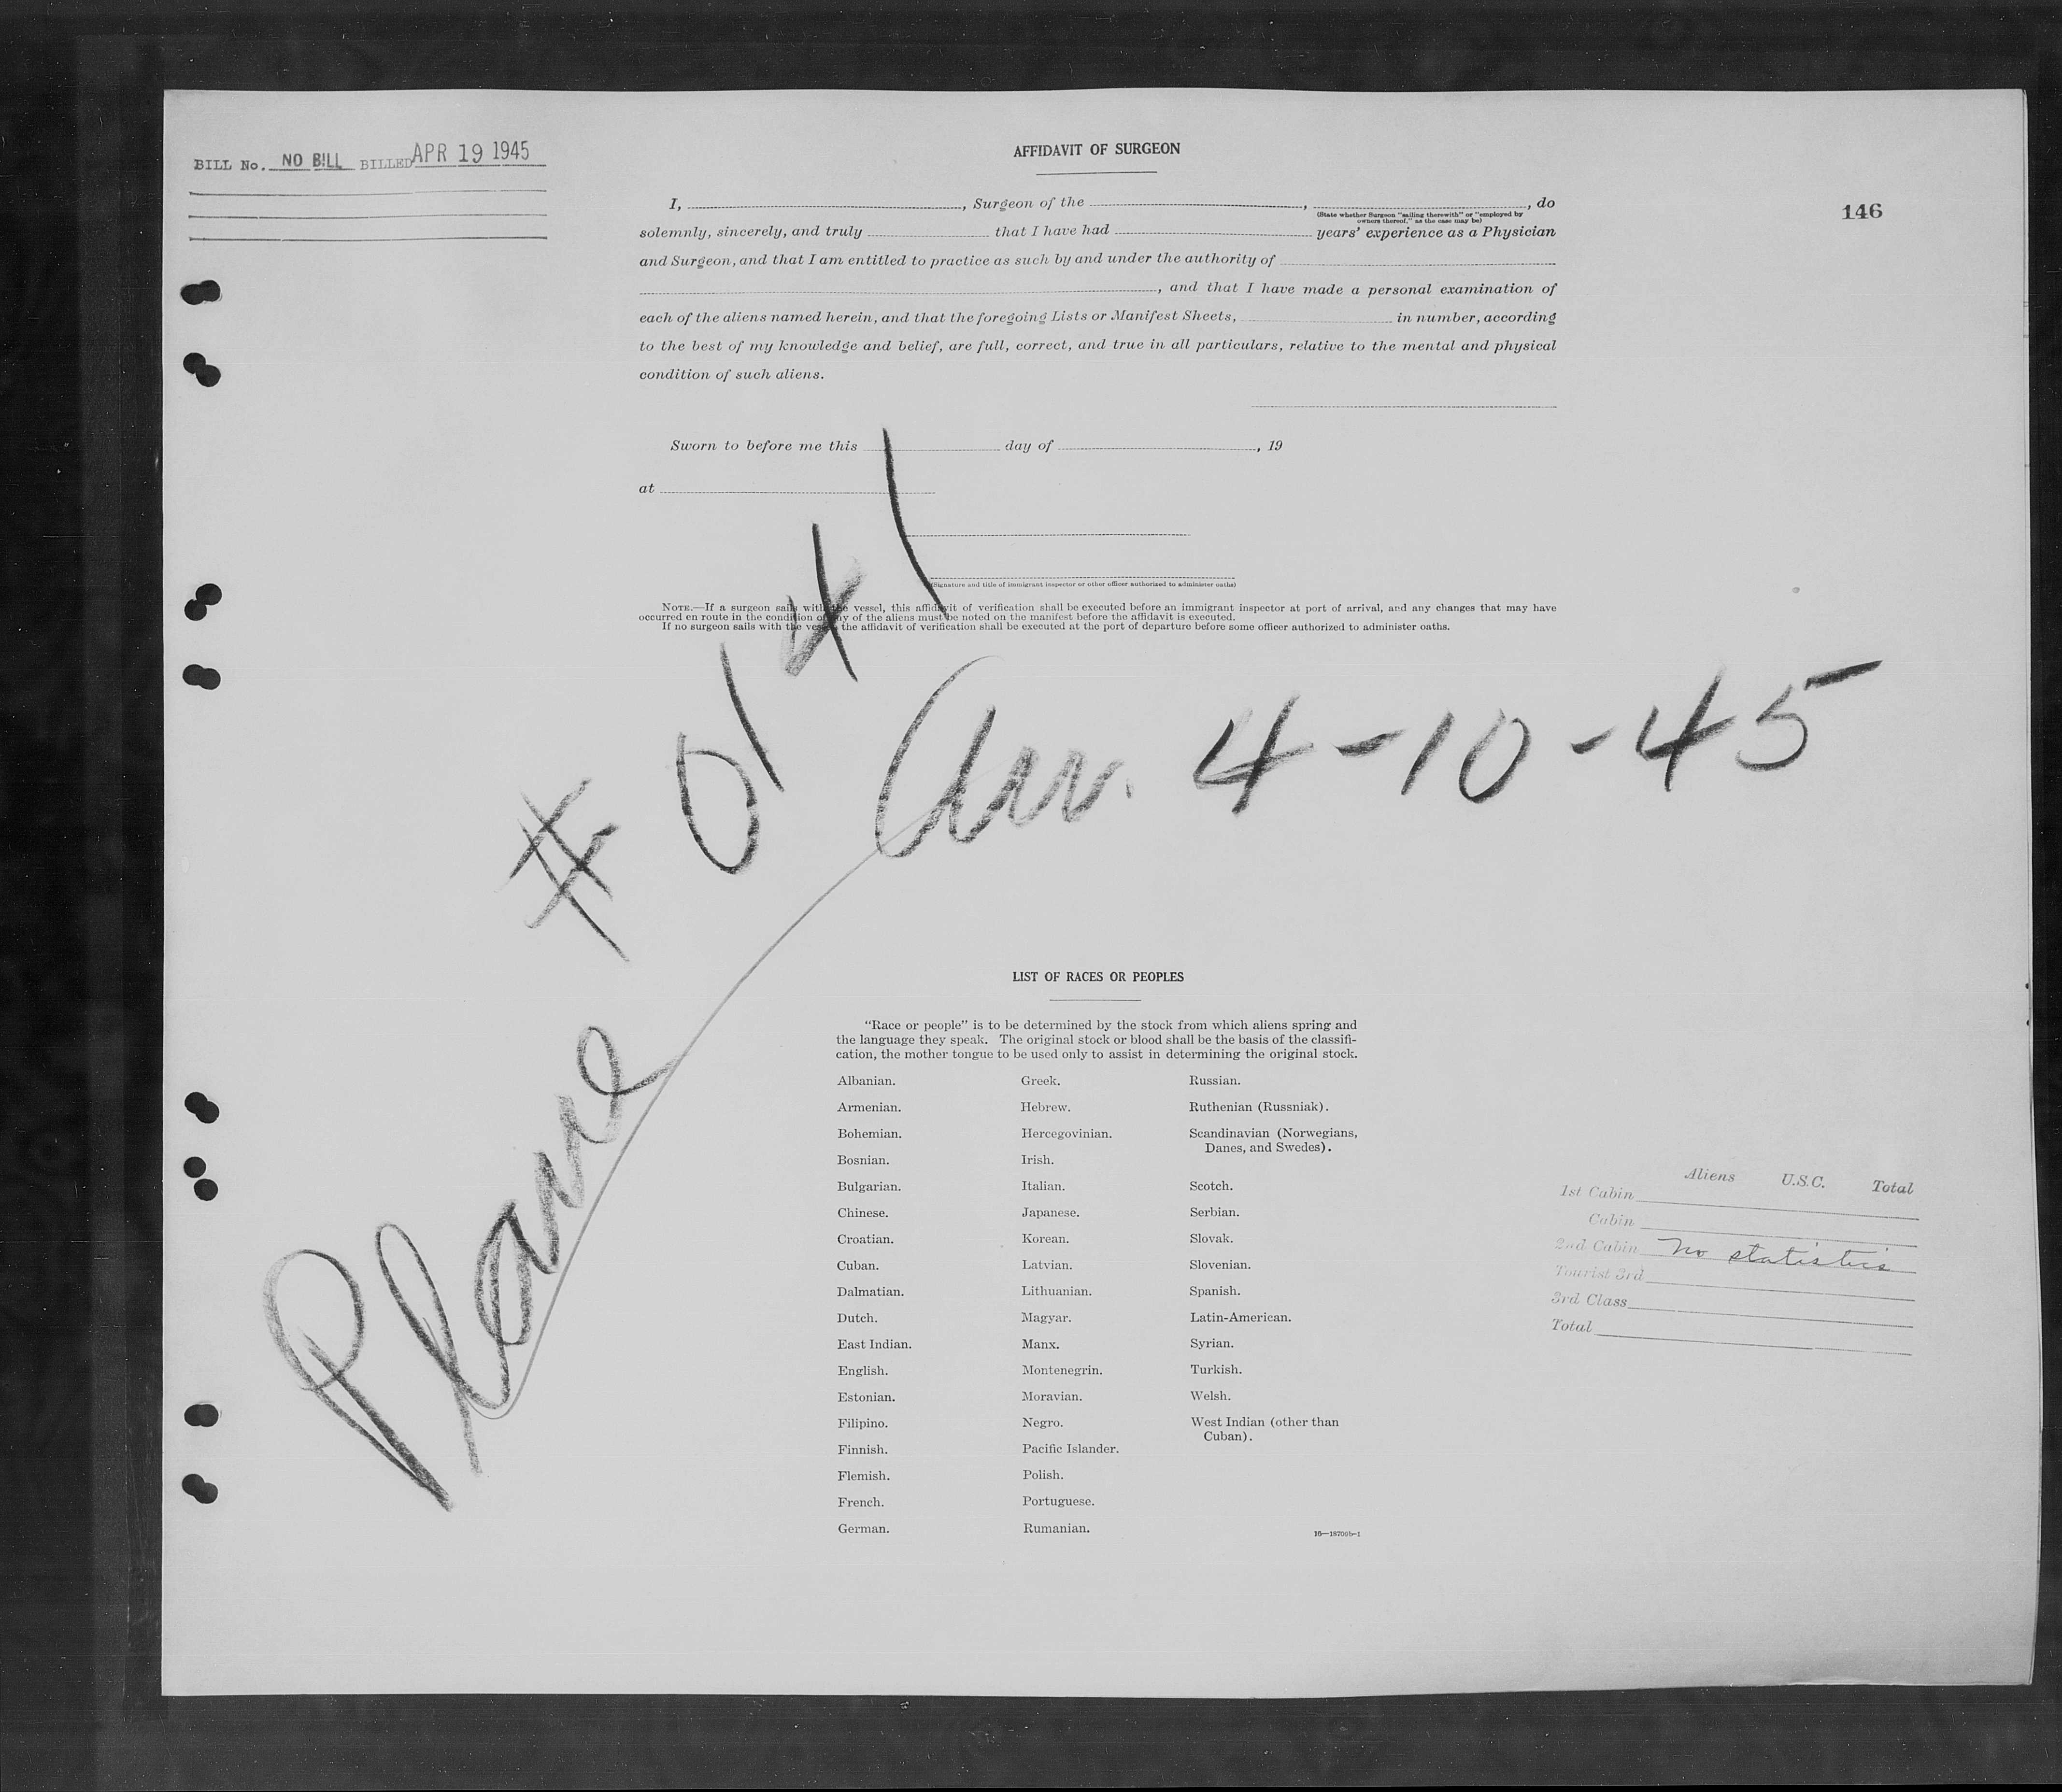 BILL No. NO BILL BILLED APR 19 1945
AFFIDAVIT OF SURGEON
146
I, , Surgeon of the , , do
(State whether Surgeon "sailing therewith" or "employed by
owners thereof," as the case may be)
solemnly, sincerely, and truly that I have had years' experience as a Physician
and Surgeon, and that I am entitled to practice as such by and under the authority of
, and that I have made a personal examination of
each of the aliens named herein, and that the foregoing Lists or Manifest Sheets, in number, according
to the best of my knowledge and belief, are full, correct, and true in all particulars, relative to the mental and physical
condition of such aliens.
Sworn to before me this day of , 19
at
(Signature and title of immigrant inspector or other officer authorized to administer oaths)
NOTE.—If a surgeon sails with the vessel, this affidavit of verification shall be executed before an immigrant inspector at port of arrival, and any changes that may have
occurred en route in the condition of any of the aliens must be noted on the manifest before the affidavit is executed.
If no surgeon sails with the vessel the affidavit of verification shall be executed at the port of departure before some officer authorized to administer oaths.
Plane # 0141
Arr. 4-10-45
LIST OF RACES OR PEOPLES
"Race or people" is to be determined by the stock from which aliens spring and
the language they speak. The original stock or blood shall be the basis of the classifi-
cation, the mother tongue to be used only to assist in determining the original stock.
Albanian.
Armenian.
Bohemian.
Bosnian.
Bulgarian.
Chinese.
Croatian.
Cuban.
Dalmatian.
Dutch.
East Indian.
English.
Estonian.
Filipino.
Finnish.
Flemish.
French.
German.
Greek.
Hebrew.
Hercegovinian.
Irish.
Italian.
Japanese.
Korean.
Latvian.
Lithuanian.
Magyar.
Manx.
Montenegrin.
Moravian.
Negro.
Pacific Islander.
Polish.
Portuguese.
Rumanian.
Russian.
Ruthenian (Russniak).
Scandinavian (Norwegians,
Danes, and Swedes).
Scotch.
Serbian.
Slovak.
Slovenian.
Spanish.
Latin-American.
Syrian.
Turkish.
Welsh.
West Indian (other than
Cuban).
16—18706b-1
Aliens U.S.C. Total
1st Cabin
Cabin
2nd Cabin No statistics
Tourist 3rd
3rd Class
Total